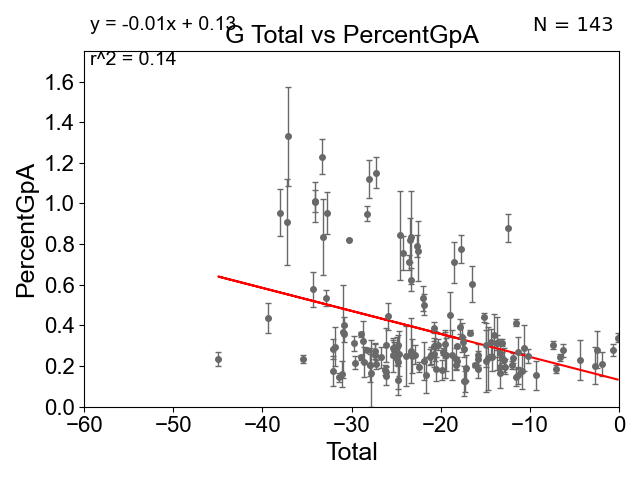 y = -0.01x + 0.13
N = 143
G Total vs PercentGpA
r^2 = 0.14
1.6
1.4
1.2
1.0
0.8
0.6
0.4
0.2
0.0
PercentGpA
−60 −50 −40 −30 −20 −10 0
Total